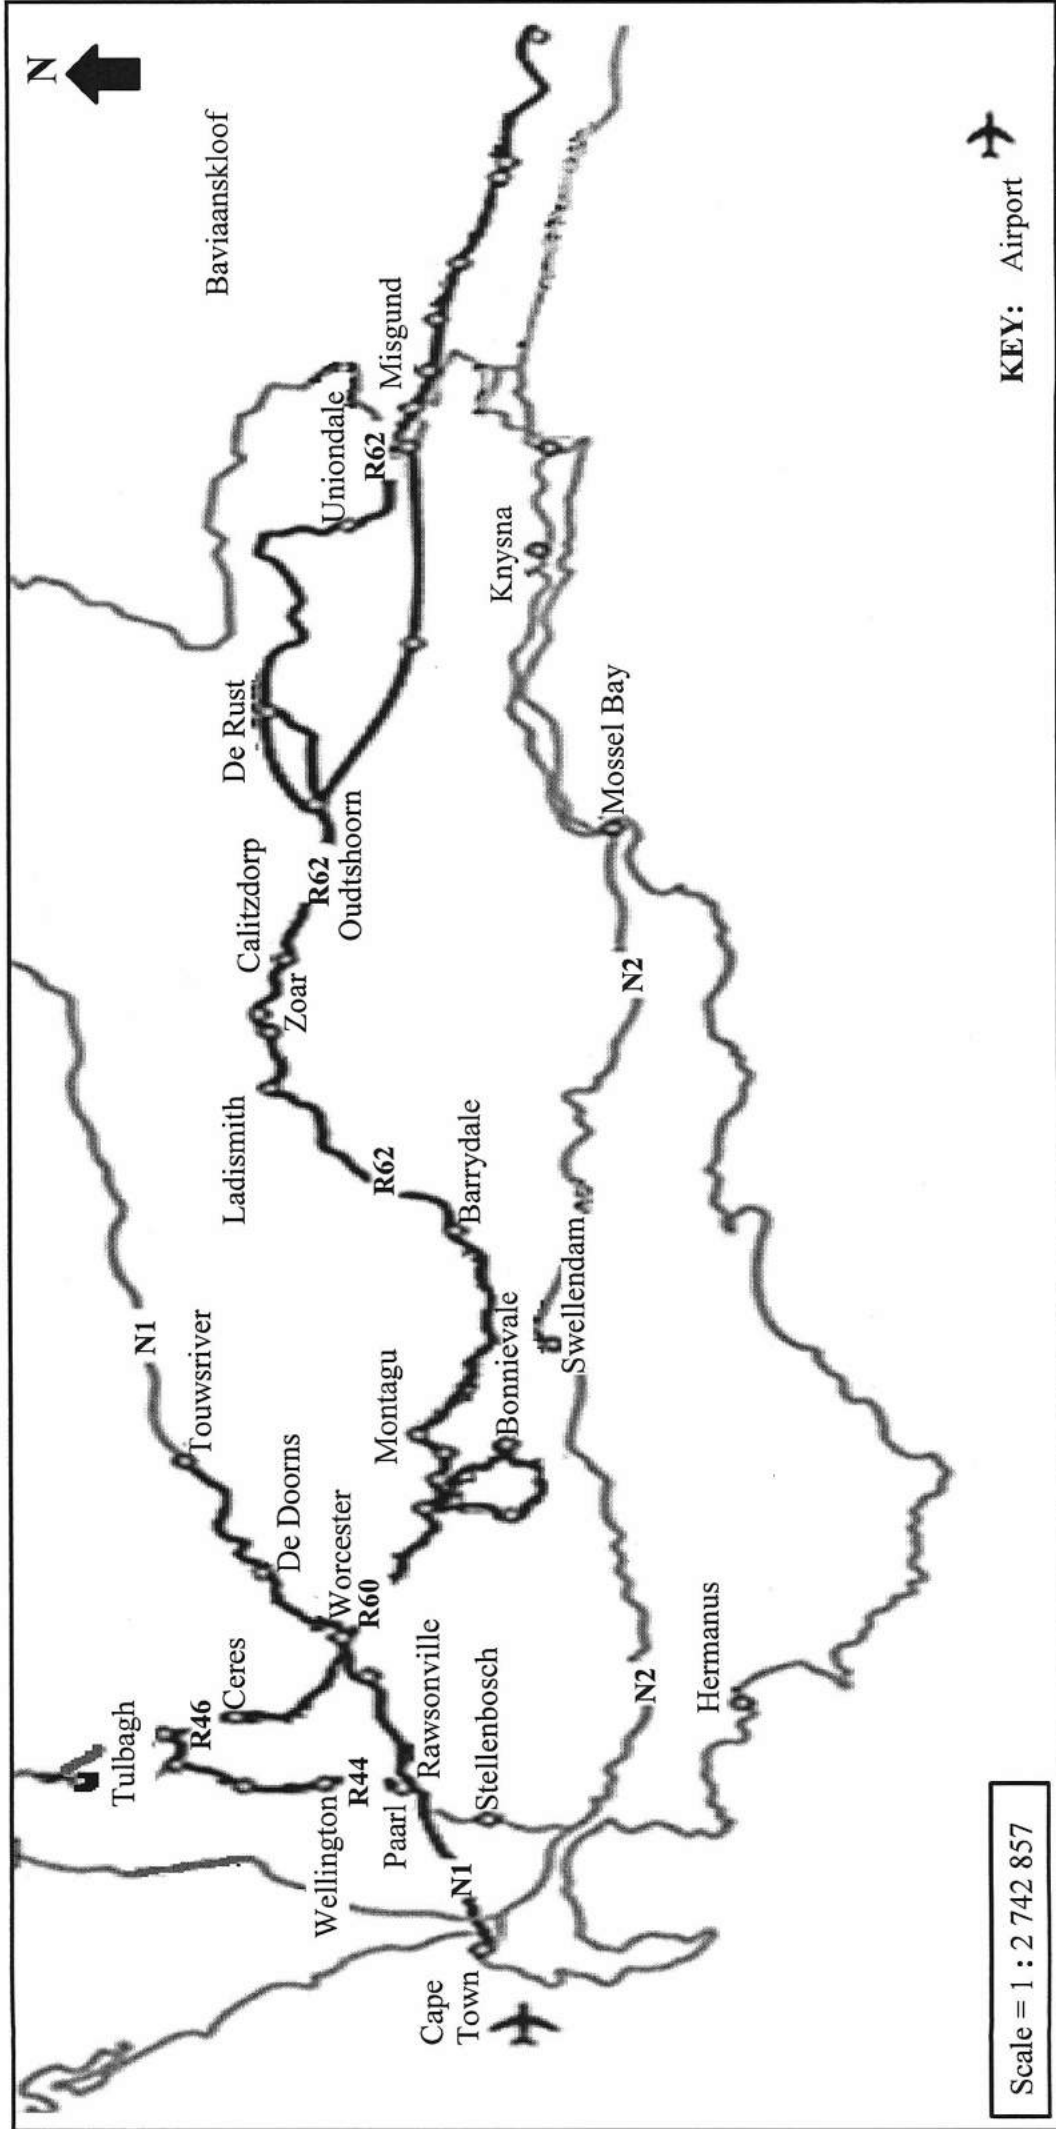 N
Baviaanskloof
Tulbagh
R46
Ceres
Wellington
R44
Paarl
Rawsonville
Stellenbosch
N1
Cape
Town
Worcester
R60
De Doorns
Touwsriver
N1
Montagu
Bonnievale
Barrydale
R62
Ladismith
Zoar
Calitzdorp
R62
Oudtshoorn
De Rust
Uniondale
R62
Misgund
Knysna
Mossel Bay
N2
Swellendam
N2
Hermanus
KEY: Airport
Scale = 1 : 2 742 857